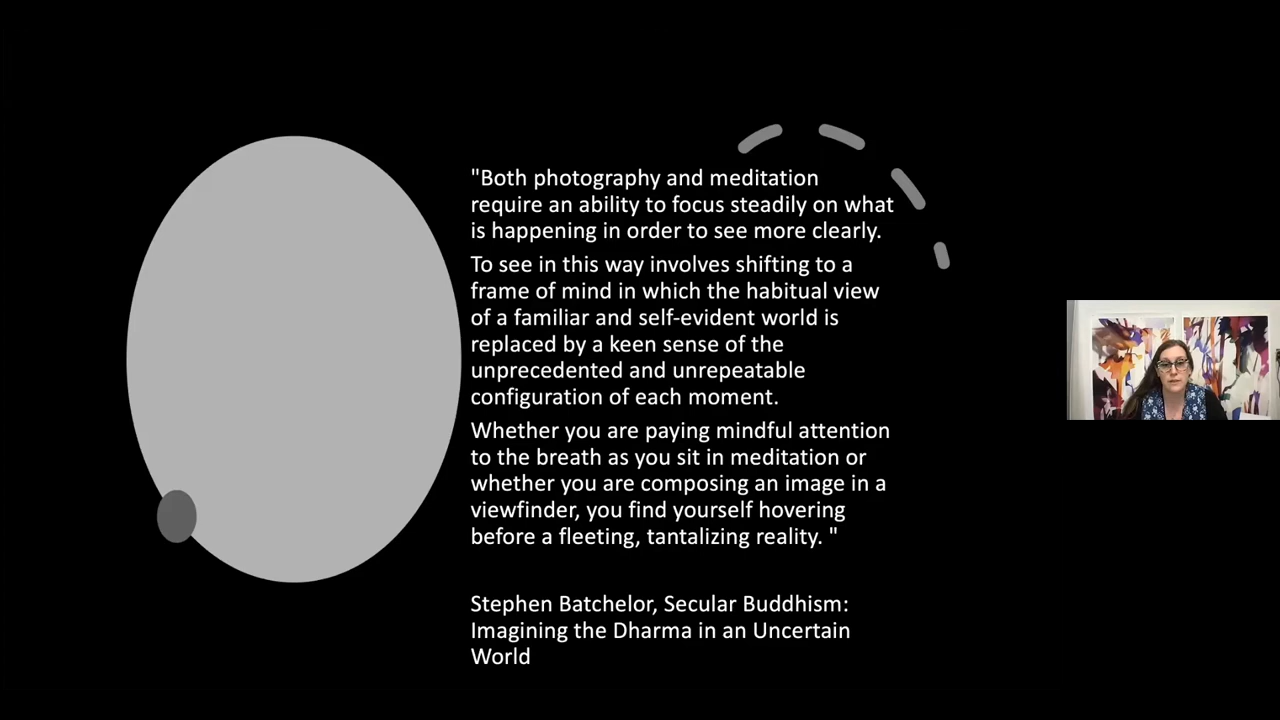 "Both photography and meditation
require an ability to focus steadily on what
is happening in order to see more clearly.
To see in this way involves shifting to a
frame of mind in which the habitual view
of a familiar and self-evident world is
replaced by a keen sense of the
unprecedented and unrepeatable
configuration of each moment.
Whether you are paying mindful attention
to the breath as you sit in meditation or
whether you are composing an image in a
viewfinder, you find yourself hovering
before a fleeting, tantalizing reality. "
Stephen Batchelor, Secular Buddhism:
Imagining the Dharma in an Uncertain
World